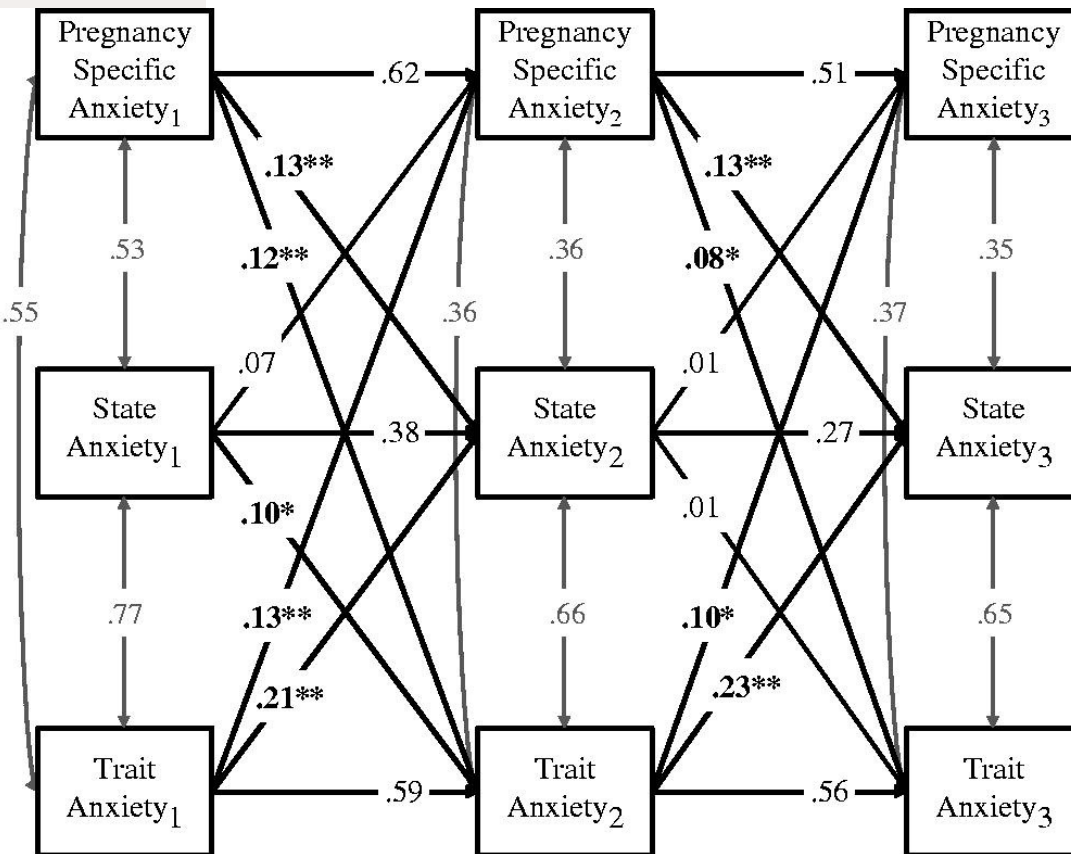 Pregnancy
Specific
Anxiety1
Pregnancy
Specific
Anxiety2
Pregnancy
Specific
Anxiety3
.62
.51
.13**
.13**
.53
.12**
.36
.08*
.35
.55
.36
.37
.07
.01
State
Anxiety1
.38
State
Anxiety2
.27
State
Anxiety3
.10*
.01
.77
.13**
.66
.10*
.65
.21**
.23**
Trait
Anxiety1
.59
Trait
Anxiety2
.56
Trait
Anxiety3